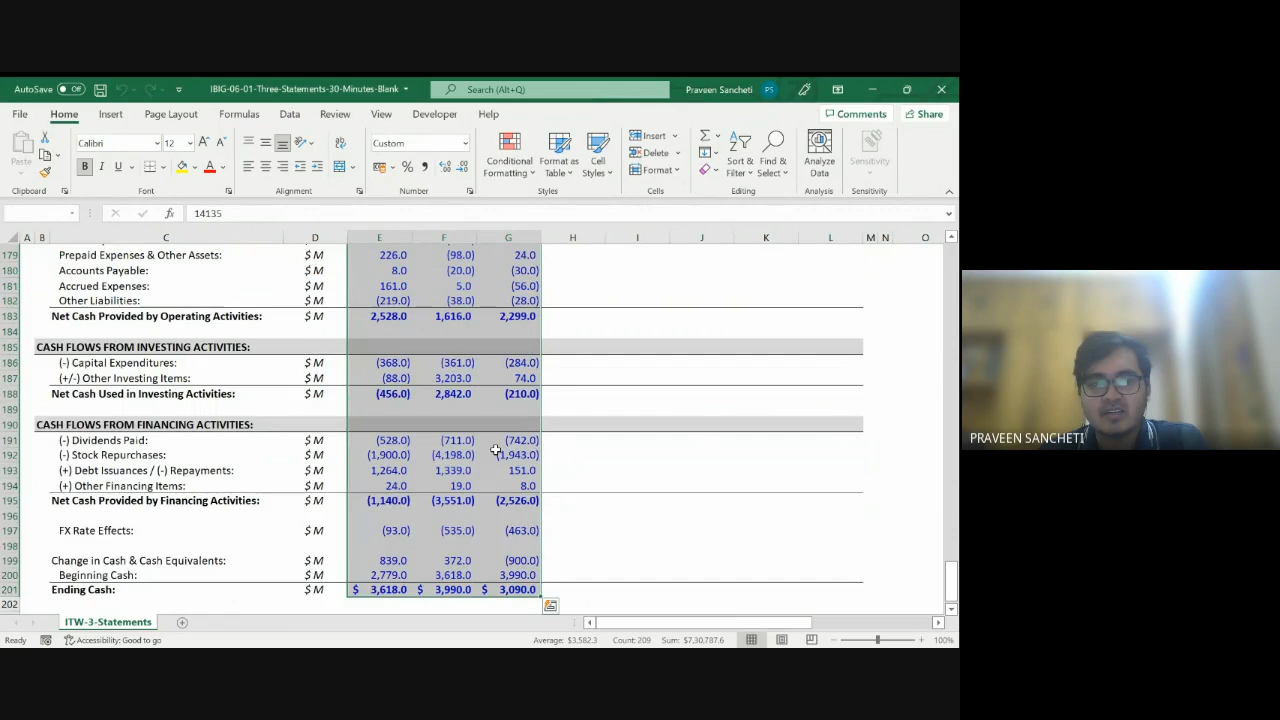 AutoSave Off IBIG-06-01-Three-Statements-30-Minutes-Blank Search (Alt+Q) Praveen Sancheti PS
File Home Insert Page Layout Formulas Data Review View Developer Help Comments Share
Calibri 12 Custom Insert
Paste B I U Conditional Formatting Format as Table Cell Styles Delete Format Sort & Filter Find & Select Analyze Data Sensitivity
Clipboard Font Alignment Number Styles Cells Editing Analysis Sensitivity
fx 14135
A B C D E F G H I J K L M N O
179 Prepaid Expenses & Other Assets: $ M 226.0 (98.0) 24.0
180 Accounts Payable: $ M 8.0 (20.0) (30.0)
181 Accrued Expenses: $ M 161.0 5.0 (56.0)
182 Other Liabilities: $ M (219.0) (38.0) (28.0)
183 Net Cash Provided by Operating Activities: $ M 2,528.0 1,616.0 2,299.0
184
185 CASH FLOWS FROM INVESTING ACTIVITIES:
186 (-) Capital Expenditures: $ M (368.0) (361.0) (284.0)
187 (+/-) Other Investing Items: $ M (88.0) 3,203.0 74.0
188 Net Cash Used in Investing Activities: $ M (456.0) 2,842.0 (210.0)
189
190 CASH FLOWS FROM FINANCING ACTIVITIES:
191 (-) Dividends Paid: $ M (528.0) (711.0) (742.0)
192 (-) Stock Repurchases: $ M (1,900.0) (4,198.0) (1,943.0)
193 (+) Debt Issuances / (-) Repayments: $ M 1,264.0 1,339.0 151.0
194 (+) Other Financing Items: $ M 24.0 19.0 8.0
195 Net Cash Provided by Financing Activities: $ M (1,140.0) (3,551.0) (2,526.0)
196
197 FX Rate Effects: $ M (93.0) (535.0) (463.0)
198
199 Change in Cash & Cash Equivalents: $ M 839.0 372.0 (900.0)
200 Beginning Cash: $ M 2,779.0 3,618.0 3,990.0
201 Ending Cash: $ M $ 3,618.0 $ 3,990.0 $ 3,090.0
202
ITW-3-Statements
Ready Accessibility: Good to go Average: $3,582.3 Count: 209 Sum: $7,30,787.6 100%
PRAVEEN SANCHETI